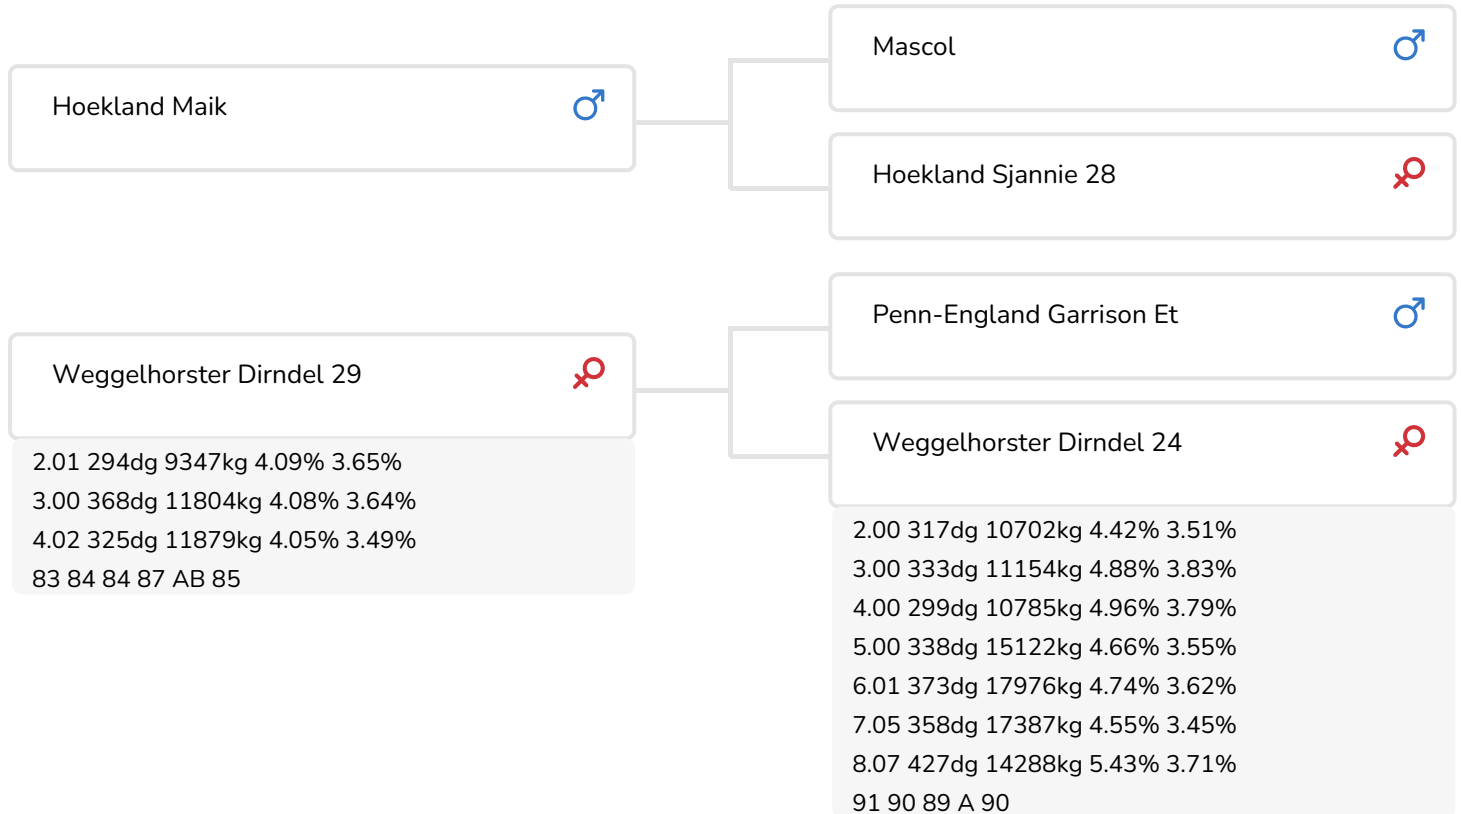 Hoekland Maik
Mascol
Hoekland Sjannie 28
Weggelhorster Dirndel 29
2.01 294dg 9347kg 4.09% 3.65%
3.00 368dg 11804kg 4.08% 3.64%
4.02 325dg 11879kg 4.05% 3.49%
83 84 84 87 AB 85
Penn-England Garrison Et
Weggelhorster Dirndel 24
2.00 317dg 10702kg 4.42% 3.51%
3.00 333dg 11154kg 4.88% 3.83%
4.00 299dg 10785kg 4.96% 3.79%
5.00 338dg 15122kg 4.66% 3.55%
6.01 373dg 17976kg 4.74% 3.62%
7.05 358dg 17387kg 4.55% 3.45%
8.07 427dg 14288kg 5.43% 3.71%
91 90 89 A 90